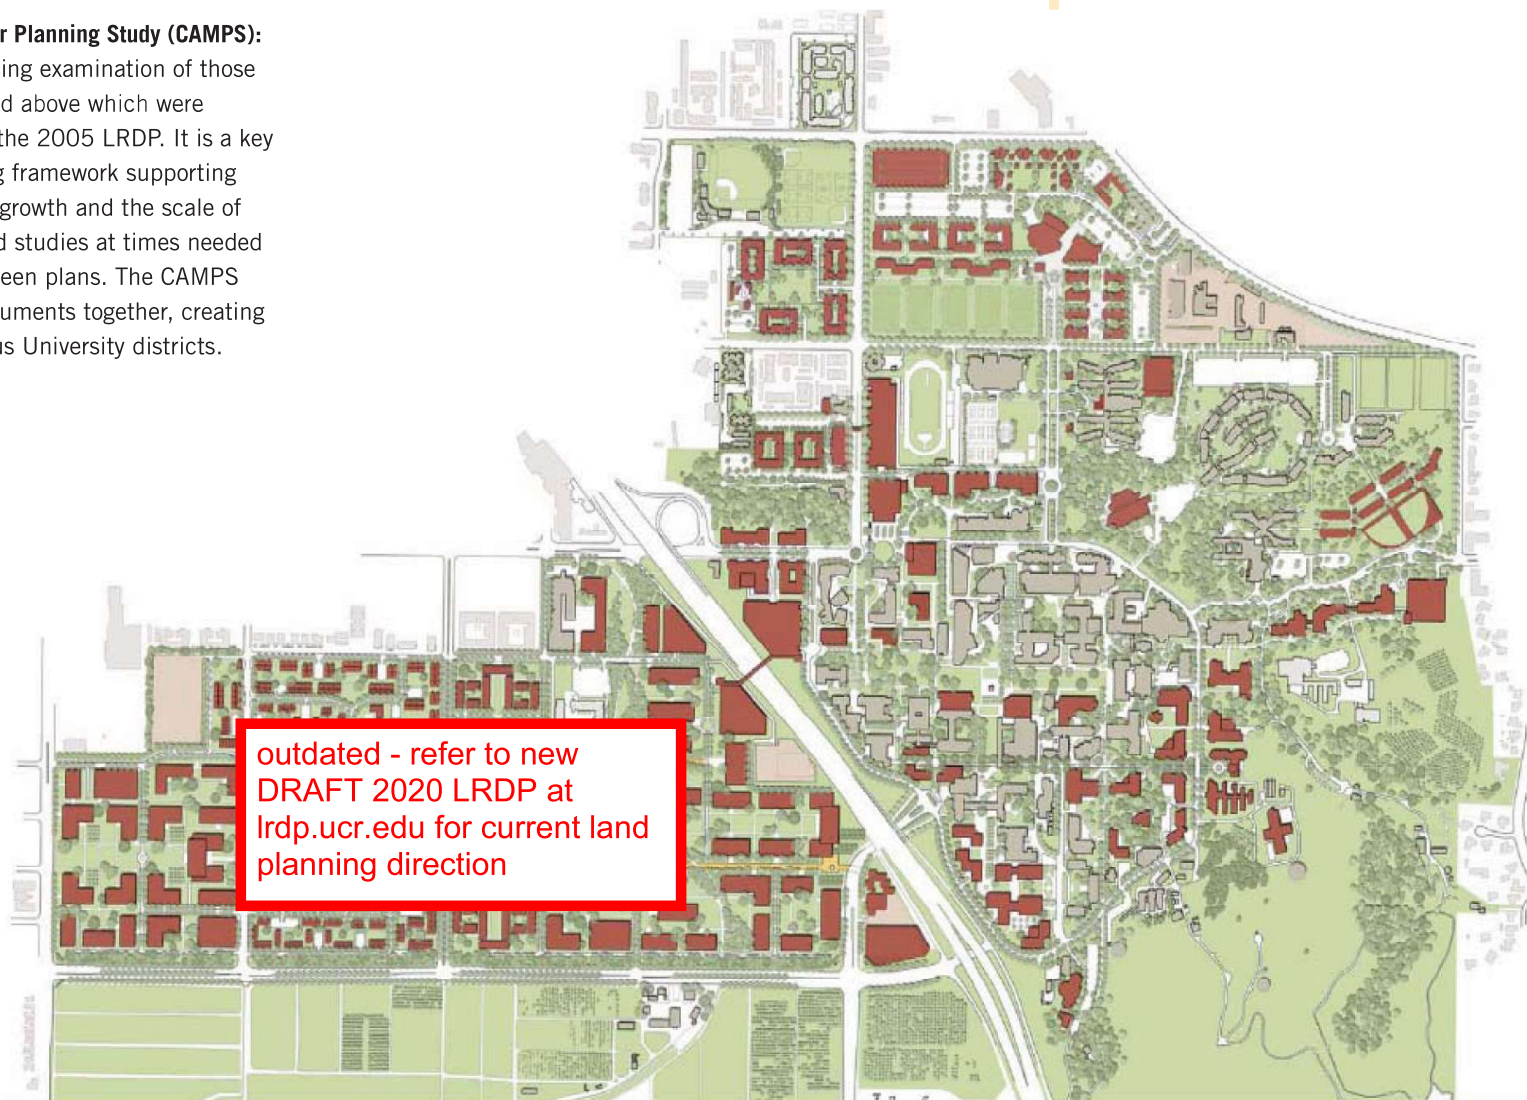 r Planning Study (CAMPS):
ing examination of those
d above which were
the 2005 LRDP. It is a key
g framework supporting
growth and the scale of
d studies at times needed
een plans. The CAMPS
uments together, creating
us University districts.
outdated - refer to new
DRAFT 2020 LRDP at
lrdp.ucr.edu for current land
planning direction